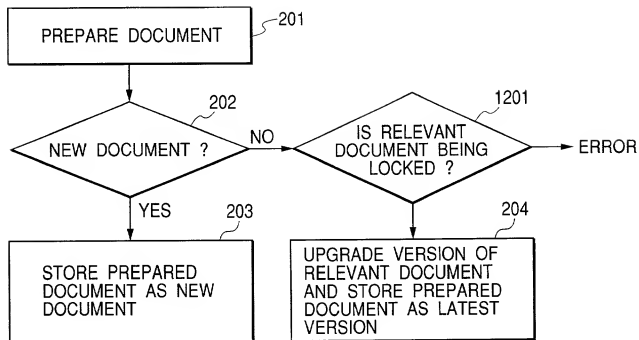 PREPARE DOCUMENT
201
202
NEW DOCUMENT ?
NO
1201
IS RELEVANT
DOCUMENT BEING
LOCKED ?
ERROR
YES
203
STORE PREPARED
DOCUMENT AS NEW
DOCUMENT
204
UPGRADE VERSION OF
RELEVANT DOCUMENT
AND STORE PREPARED
DOCUMENT AS LATEST
VERSION